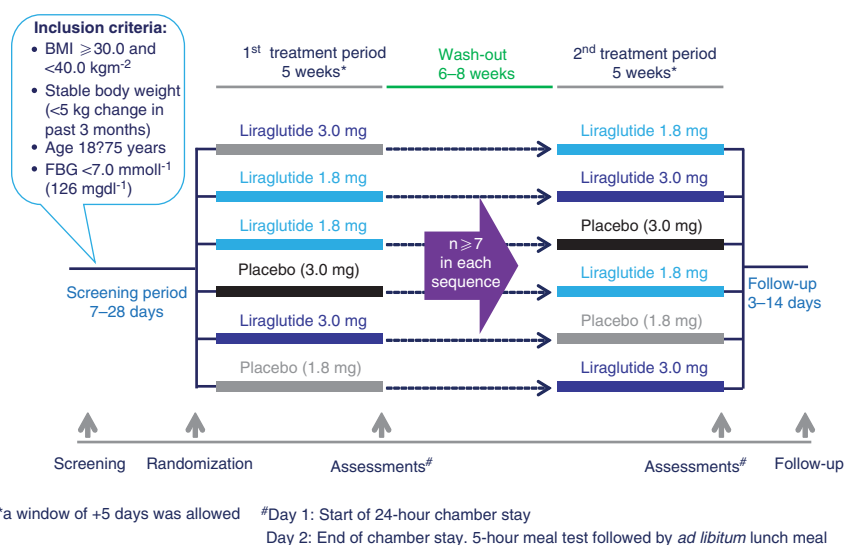 Inclusion criteria:
• BMI ⩾30.0 and
<40.0 kgm-2
• Stable body weight
(<5 kg change in
past 3 months)
• Age 18?75 years
• FBG <7.0 mmoll-1
(126 mgdl-1)
1st treatment period
5 weeks*
Wash-out
6–8 weeks
2nd treatment period
5 weeks*
Liraglutide 3.0 mg
Liraglutide 1.8 mg
Liraglutide 1.8 mg
Liraglutide 3.0 mg
Liraglutide 1.8 mg
Placebo (3.0 mg)
Placebo (3.0 mg)
Liraglutide 1.8 mg
Liraglutide 3.0 mg
Placebo (1.8 mg)
Placebo (1.8 mg)
Liraglutide 3.0 mg
n⩾7
in each
sequence
Screening period
7–28 days
Follow-up
3–14 days
Screening
Randomization
Assessments#
Assessments#
Follow-up
*a window of +5 days was allowed
#Day 1: Start of 24-hour chamber stay
Day 2: End of chamber stay. 5-hour meal test followed by ad libitum lunch meal